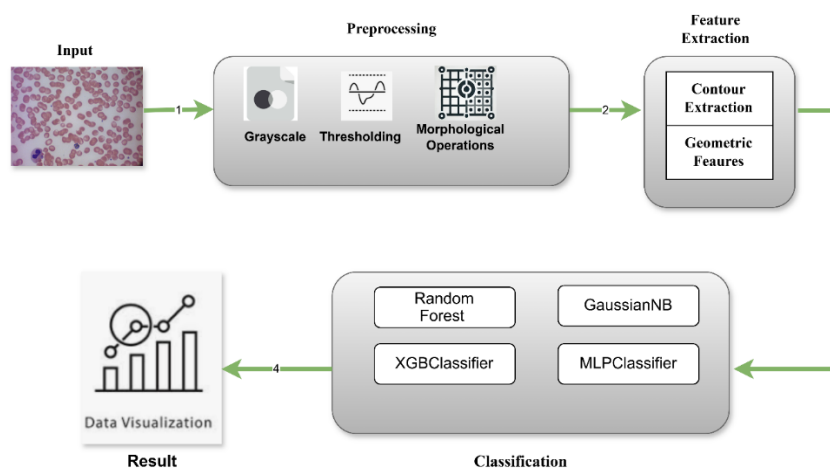 Input
Preprocessing
Feature
Extraction
1
Grayscale
Thresholding
Morphological
Operations
2
Contour
Extraction
Geometric
Feaures
Random
Forest
GaussianNB
XGBClassifier
MLPClassifier
4
Data Visualization
Result
Classification